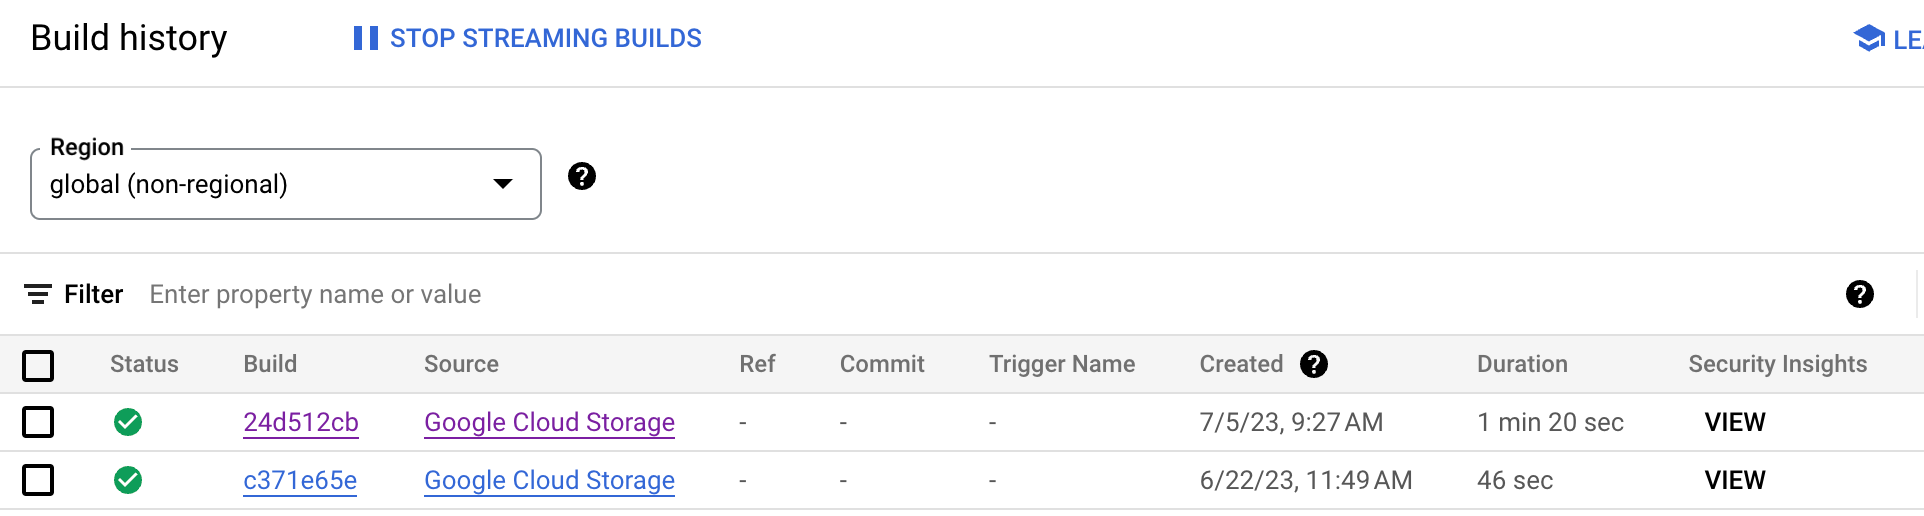 Build history STOP STREAMING BUILDS LEA
Region
global (non-regional) ?
Filter Enter property name or value ?
Status Build Source Ref Commit Trigger Name Created ? Duration Security Insights
24d512cb Google Cloud Storage - - - 7/5/23, 9:27 AM 1 min 20 sec VIEW
c371e65e Google Cloud Storage - - - 6/22/23, 11:49 AM 46 sec VIEW